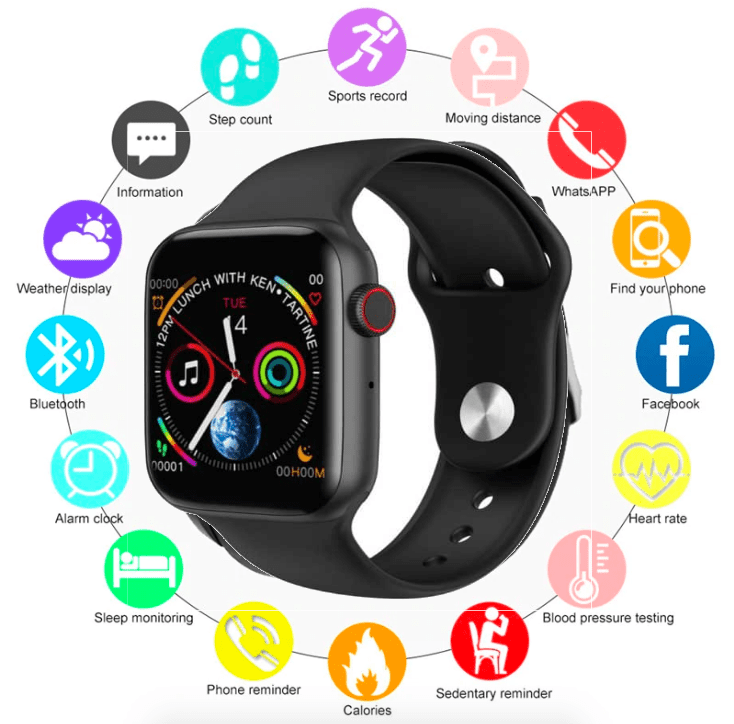 Sports record
Step count
Moving distance
Information
WhatsAPP
Weather display
Find your phone
00:00
00
12PM LUNCH WITH KEN•TARTINE
TUE
14
00001
00H00M
Bluetooth
f
Facebook
Alarm clock
Heart rate
Sleep monitoring
Blood pressure testing
Phone reminder
Sedentary reminder
Calories